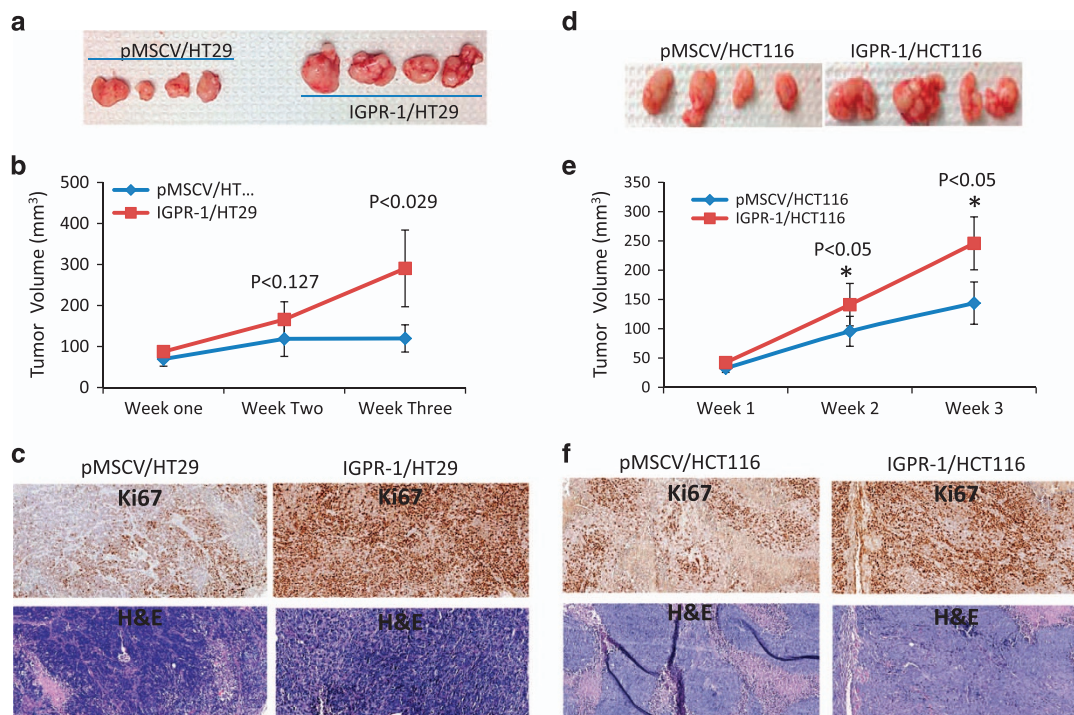 a
pMSCV/HT29
IGPR-1/HT29
b
500
400
300
200
100
0
Tumor Volume (mm³)
pMSCV/HT...
IGPR-1/HT29
P<0.127
P<0.029
Week one
Week Two
Week Three
c
pMSCV/HT29
IGPR-1/HT29
Ki67
Ki67
H&E
H&E
d
pMSCV/HCT116
IGPR-1/HCT116
e
350
300
250
200
150
100
50
0
Tumor Volume (mm³)
pMSCV/HCT116
IGPR-1/HCT116
P<0.05
*
P<0.05
*
Week 1
Week 2
Week 3
f
pMSCV/HCT116
IGPR-1/HCT116
Ki67
Ki67
H&E
H&E